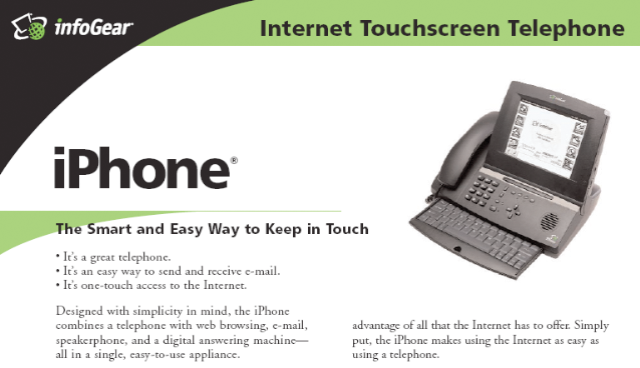 infoGear
Internet Touchscreen Telephone
iPhone®
The Smart and Easy Way to Keep in Touch
• It's a great telephone.
• It's an easy way to send and receive e-mail.
• It's one-touch access to the Internet.
Designed with simplicity in mind, the iPhone
combines a telephone with web browsing, e-mail,
speakerphone, and a digital answering machine—
all in a single, easy-to-use appliance.
advantage of all that the Internet has to offer. Simply
put, the iPhone makes using the Internet as easy as
using a telephone.